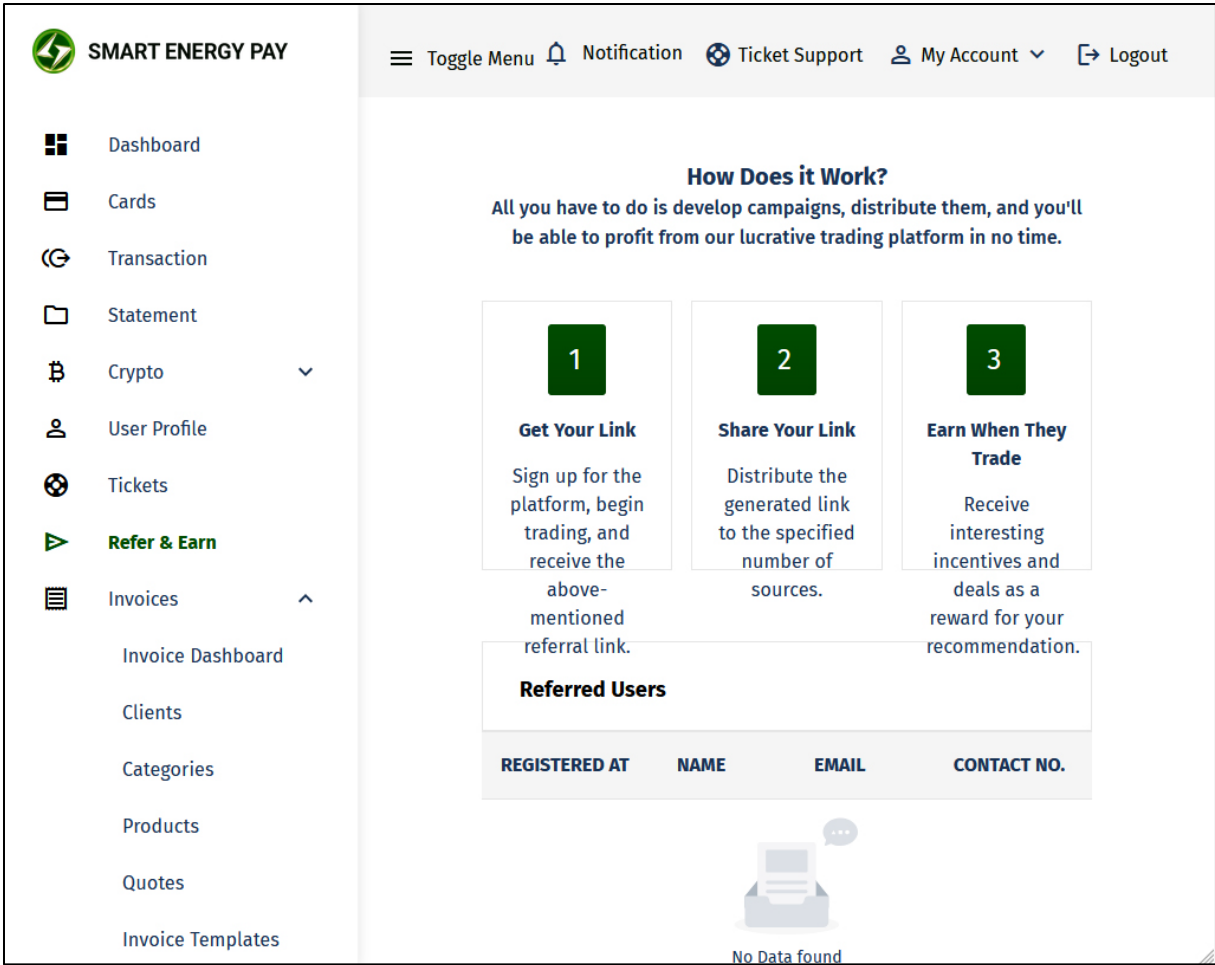 SMART ENERGY PAY
Toggle Menu Notification Ticket Support My Account Logout
Dashboard
Cards
Transaction
Statement
Crypto
User Profile
Tickets
Refer & Earn
Invoices
Invoice Dashboard
Clients
Categories
Products
Quotes
Invoice Templates
How Does it Work?
All you have to do is develop campaigns, distribute them, and you'll
be able to profit from our lucrative trading platform in no time.
1
Get Your Link
Sign up for the
platform, begin
trading, and
receive the
above-
mentioned
referral link.
2
Share Your Link
Distribute the
generated link
to the specified
number of
sources.
3
Earn When They
Trade
Receive
interesting
incentives and
deals as a
reward for your
recommendation.
Referred Users
REGISTERED AT NAME EMAIL CONTACT NO.
No Data found